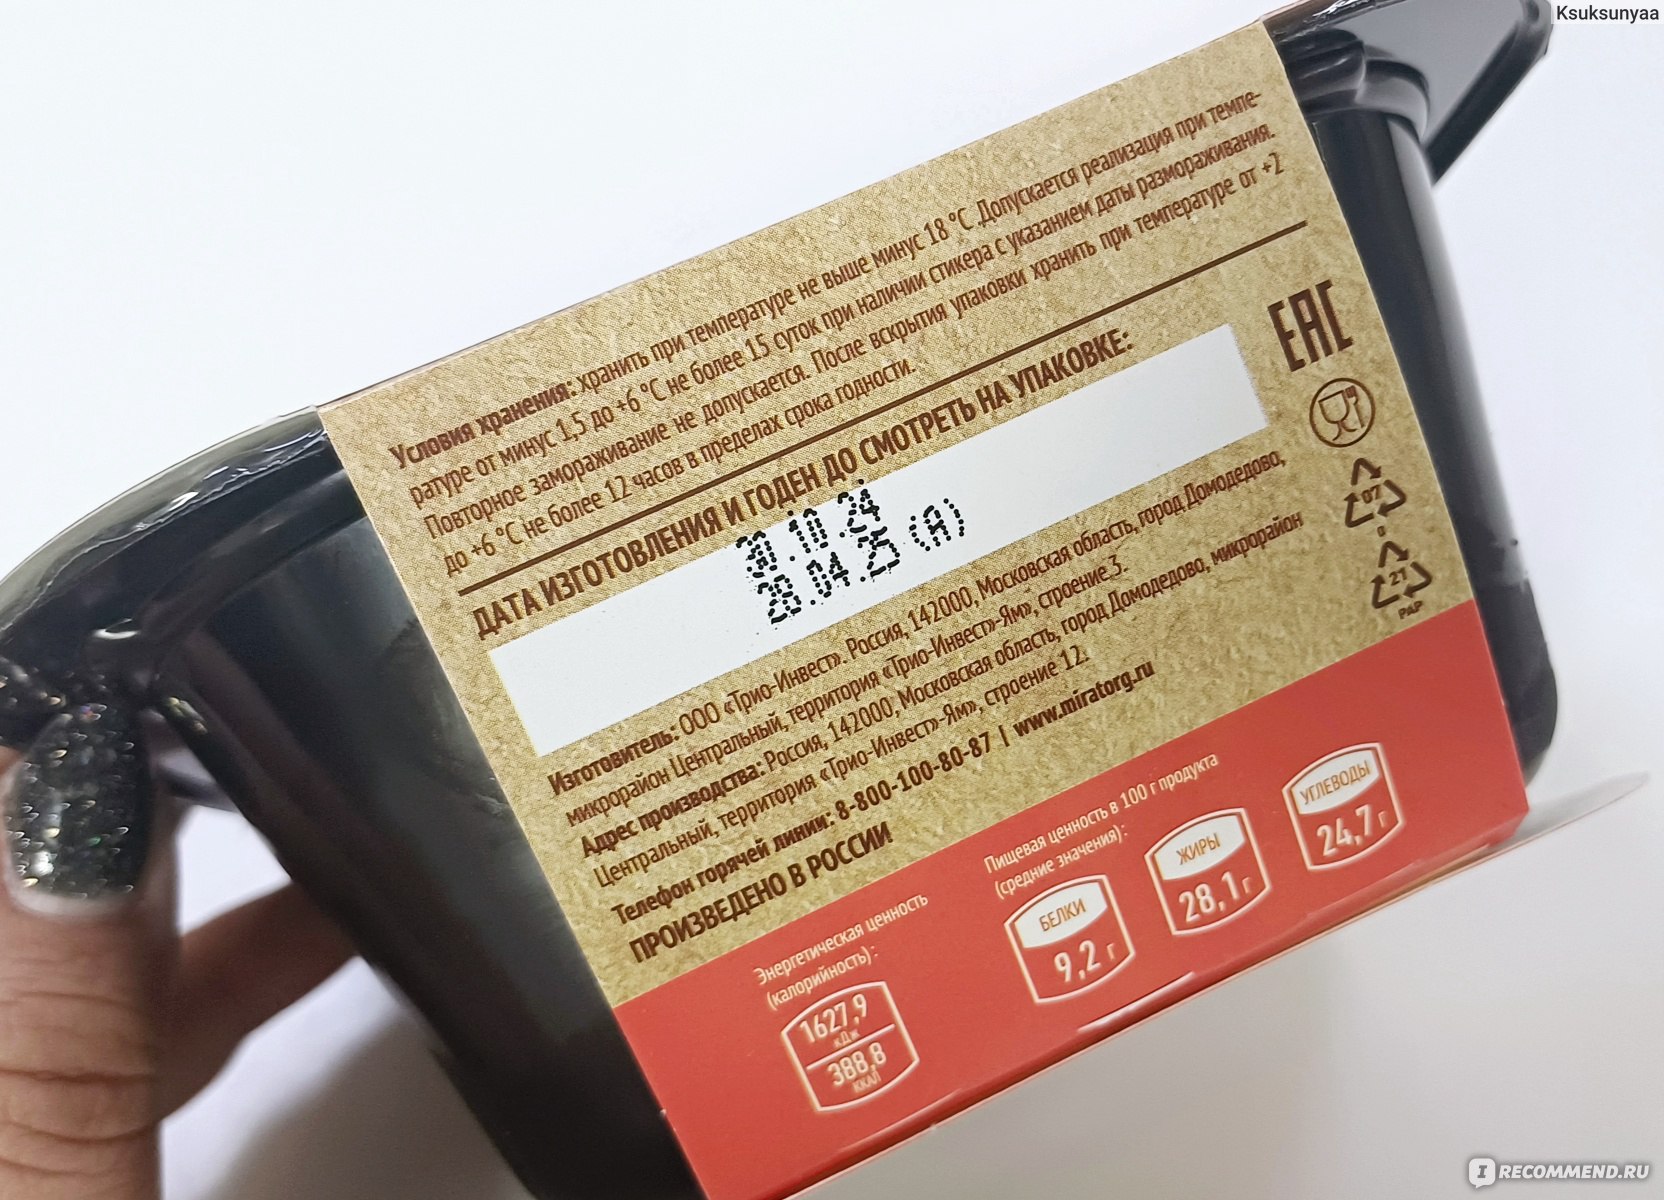 Ksuksunyaa
Условия хранения: хранить при температуре не выше минус 18 °С. Допускается реализация при темпе-
ратуре от минус 1,5 до +6 °С не более 15 суток при наличии стикера с указанием даты размораживания.
Повторное замораживание не допускается. После вскрытия упаковки хранить при температуре от +2
до +6 °С не более 12 часов в пределах срока годности.
ДАТА ИЗГОТОВЛЕНИЯ И ГОДЕН ДО СМОТРЕТЬ НА УПАКОВКЕ:
.10.24
28.04.25 (A)
EAC
Изготовитель: ООО «Трио-Инвест». Россия, 142000, Московская область, город Домодедово,
микрорайон Центральный, территория «Трио-Инвест»-Ям», строение 3.
Адрес производства: Россия, 142000, Московская область, город Домодедово, микрорайон
Центральный, территория «Трио-Инвест»-Ям», строение 12.
Телефон горячей линии: 8-800-100-80-87 | www.miratorg.ru
ПРОИЗВЕДЕНО В РОССИИ
07
21
PAP
Энергетическая ценность
(калорийность):
1627,9
кДж
388,8
ККАЛ
Пищевая ценность в 100 г продукта
(средние значения):
БЕЛКИ
9,2 г
ЖИРЫ
28,1 г
УГЛЕВОДЫ
24,7 г
IRECOMMEND.RU